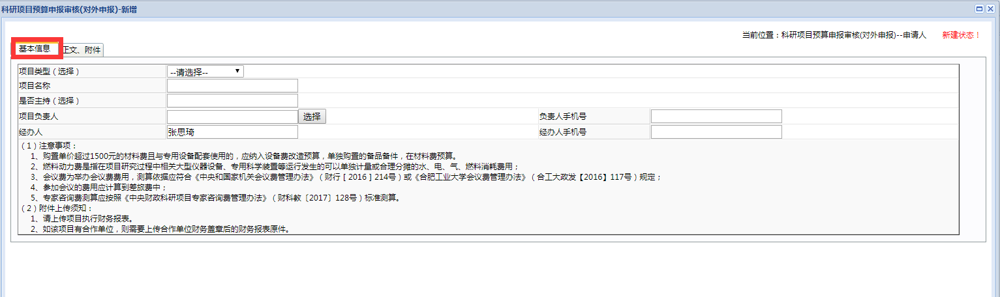 科研项目预算申报审核(对外申报)-新增
当前位置：科研项目预算申报审核(对外申报)--申请人 新建状态！
基本信息 正文、附件
项目类型（选择） --请选择--
项目名称
是否主持（选择）
项目负责人 选择 负责人手机号
经办人 张思琦 经办人手机号
（1）注意事项：
1、购置单价超过1500元的材料费且与专用设备配套使用的，应纳入设备费改造预算，单独购置的备品备件，在材料费预算。
2、燃料动力费是指在项目研究过程中相关大型仪器设备、专用科学装置等运行发生的可以单独计量或合理分摊的水、电、气、燃料消耗费用；
3、会议费为举办会议费费用，测算依据应符合《中央和国家机关会议费管理办法》（财行［2016］214号）或《合肥工业大学会议费管理办法》（合工大政发【2016】117号）规定；
4、参加会议的费用应计算到差旅费中；
5、专家咨询费测算应按照《中央财政科研项目专家咨询费管理办法》（财科教〔2017〕128号）标准测算。
（2）附件上传须知：
1、请上传项目执行财务报表。
2、如该项目有合作单位，则需要上传合作单位财务盖章后的财务报表原件。